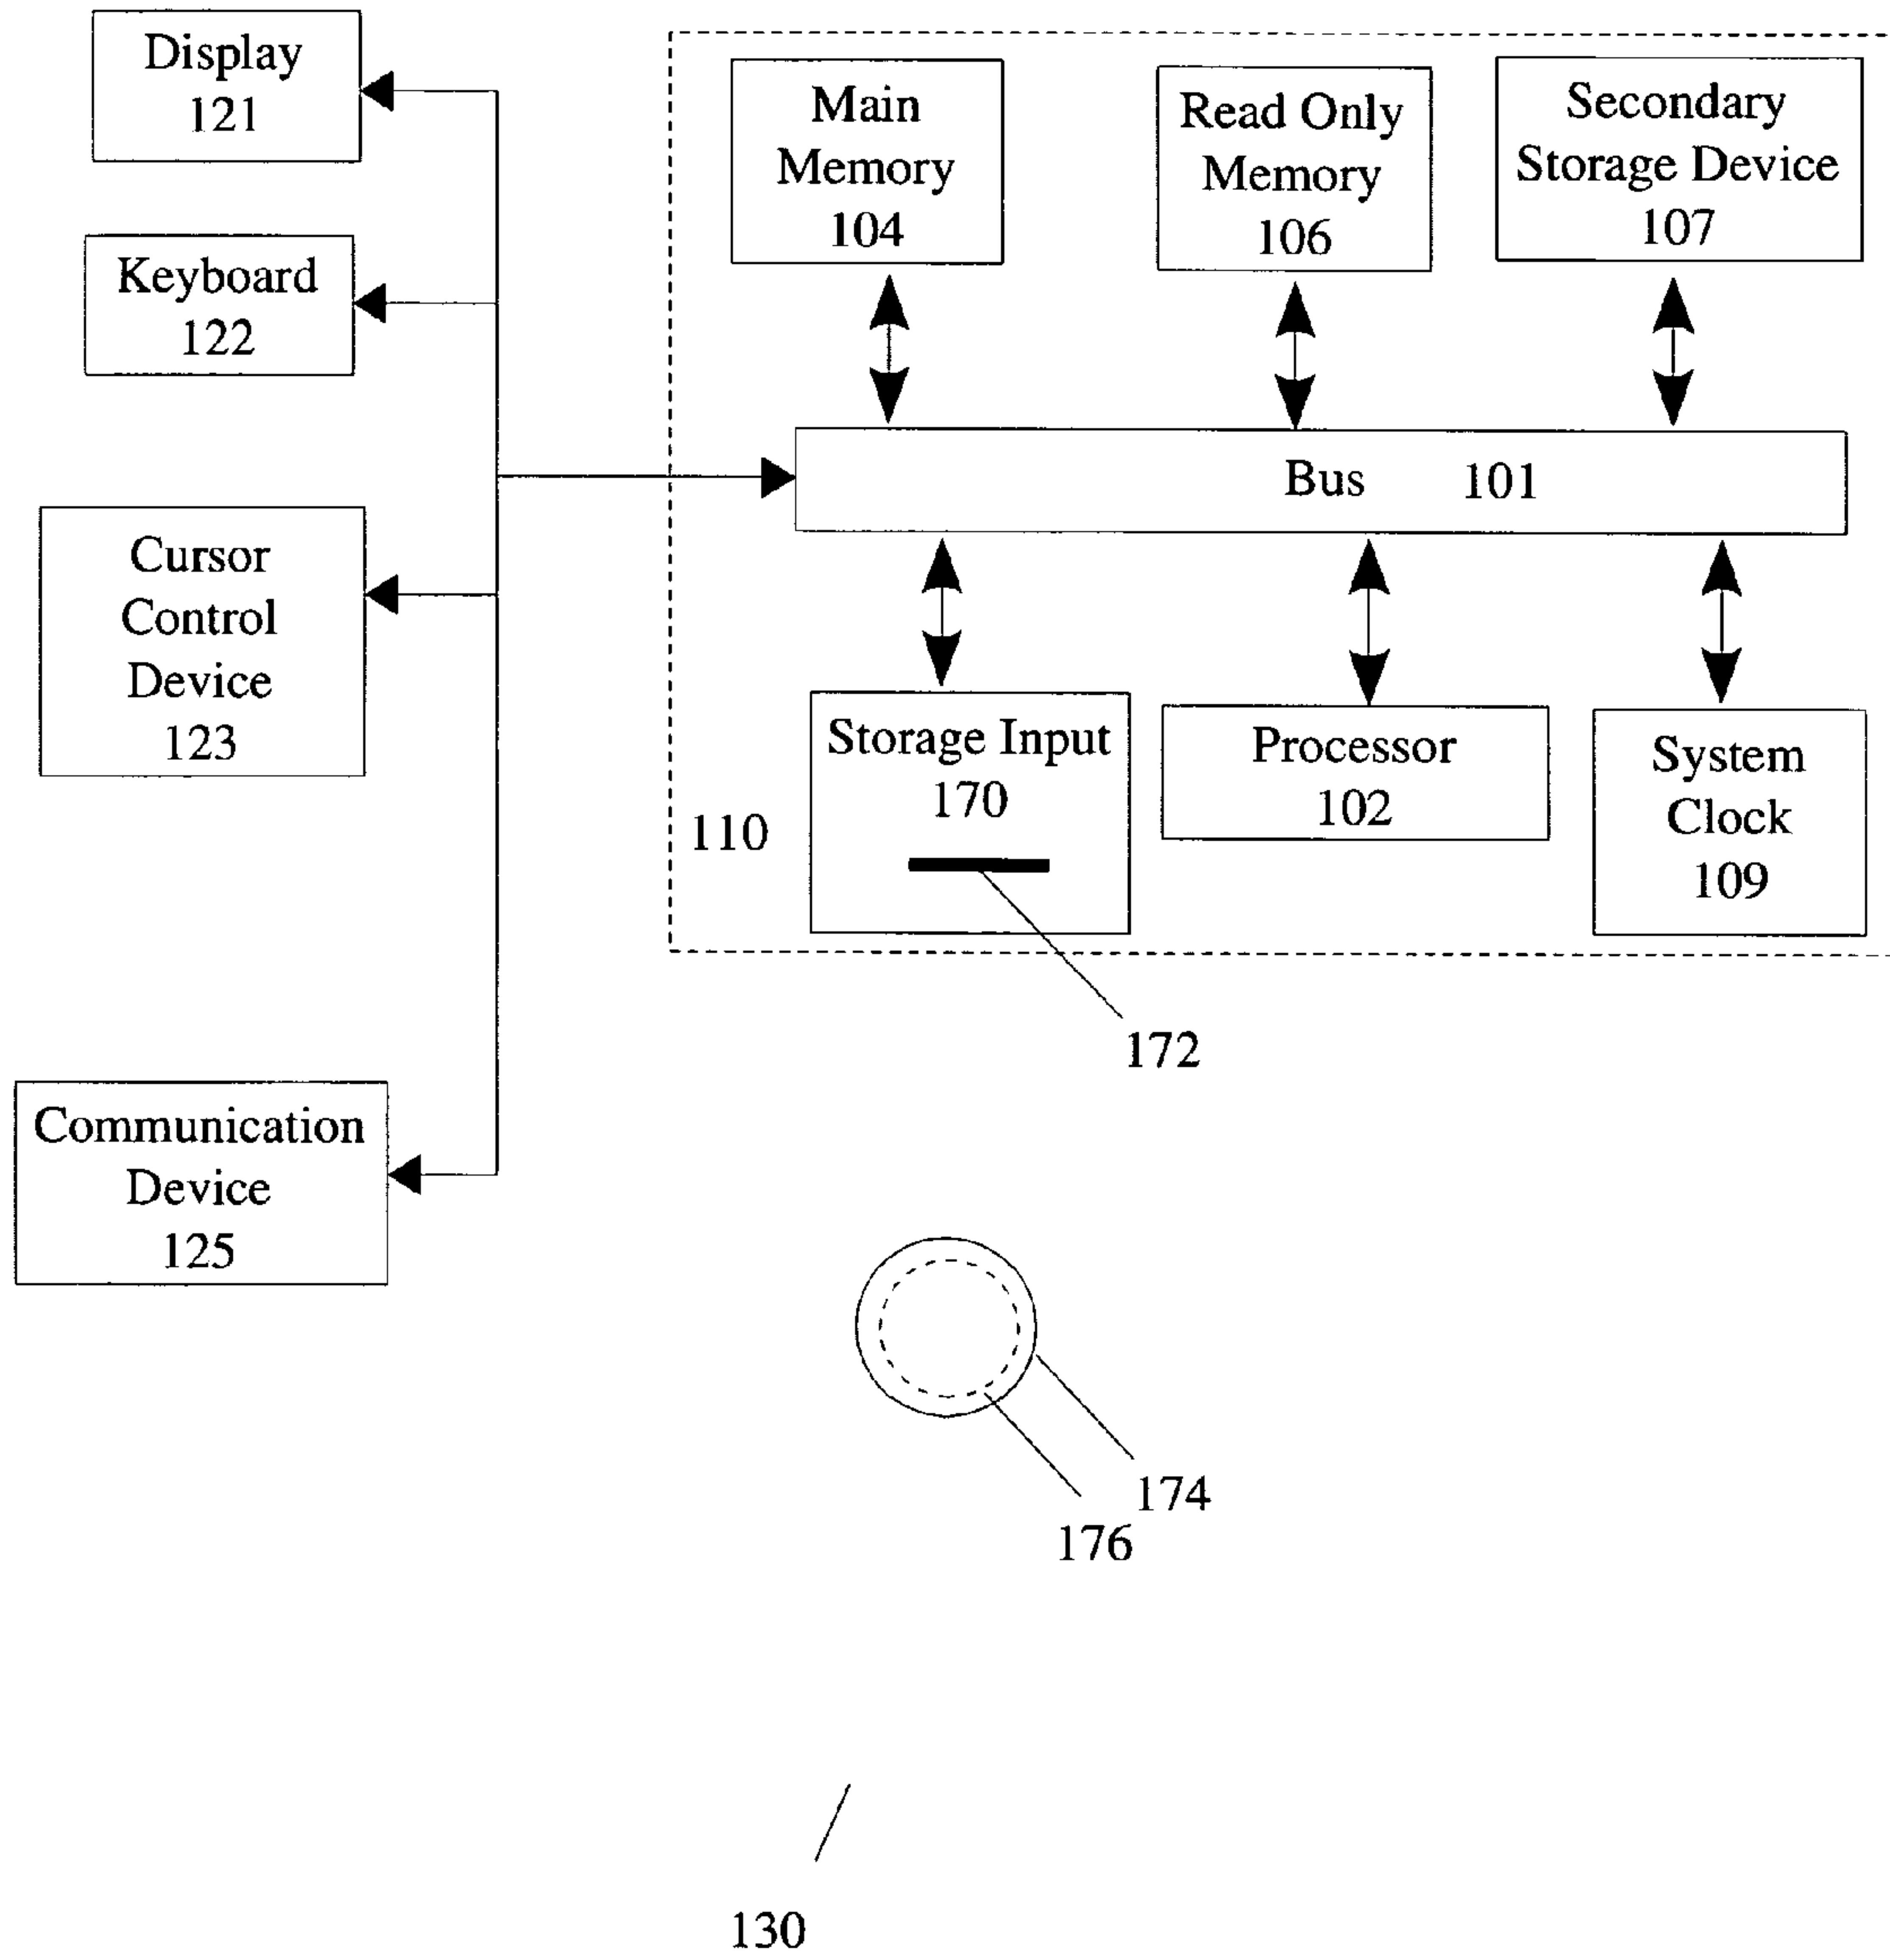 Display
121
Keyboard
122
Cursor
Control
Device
123
Communication
Device
125
Main
Memory
104
Read Only
Memory
106
Secondary
Storage Device
107
Bus 101
Storage Input
170
Processor
102
System
Clock
109
110
172
174
176
130